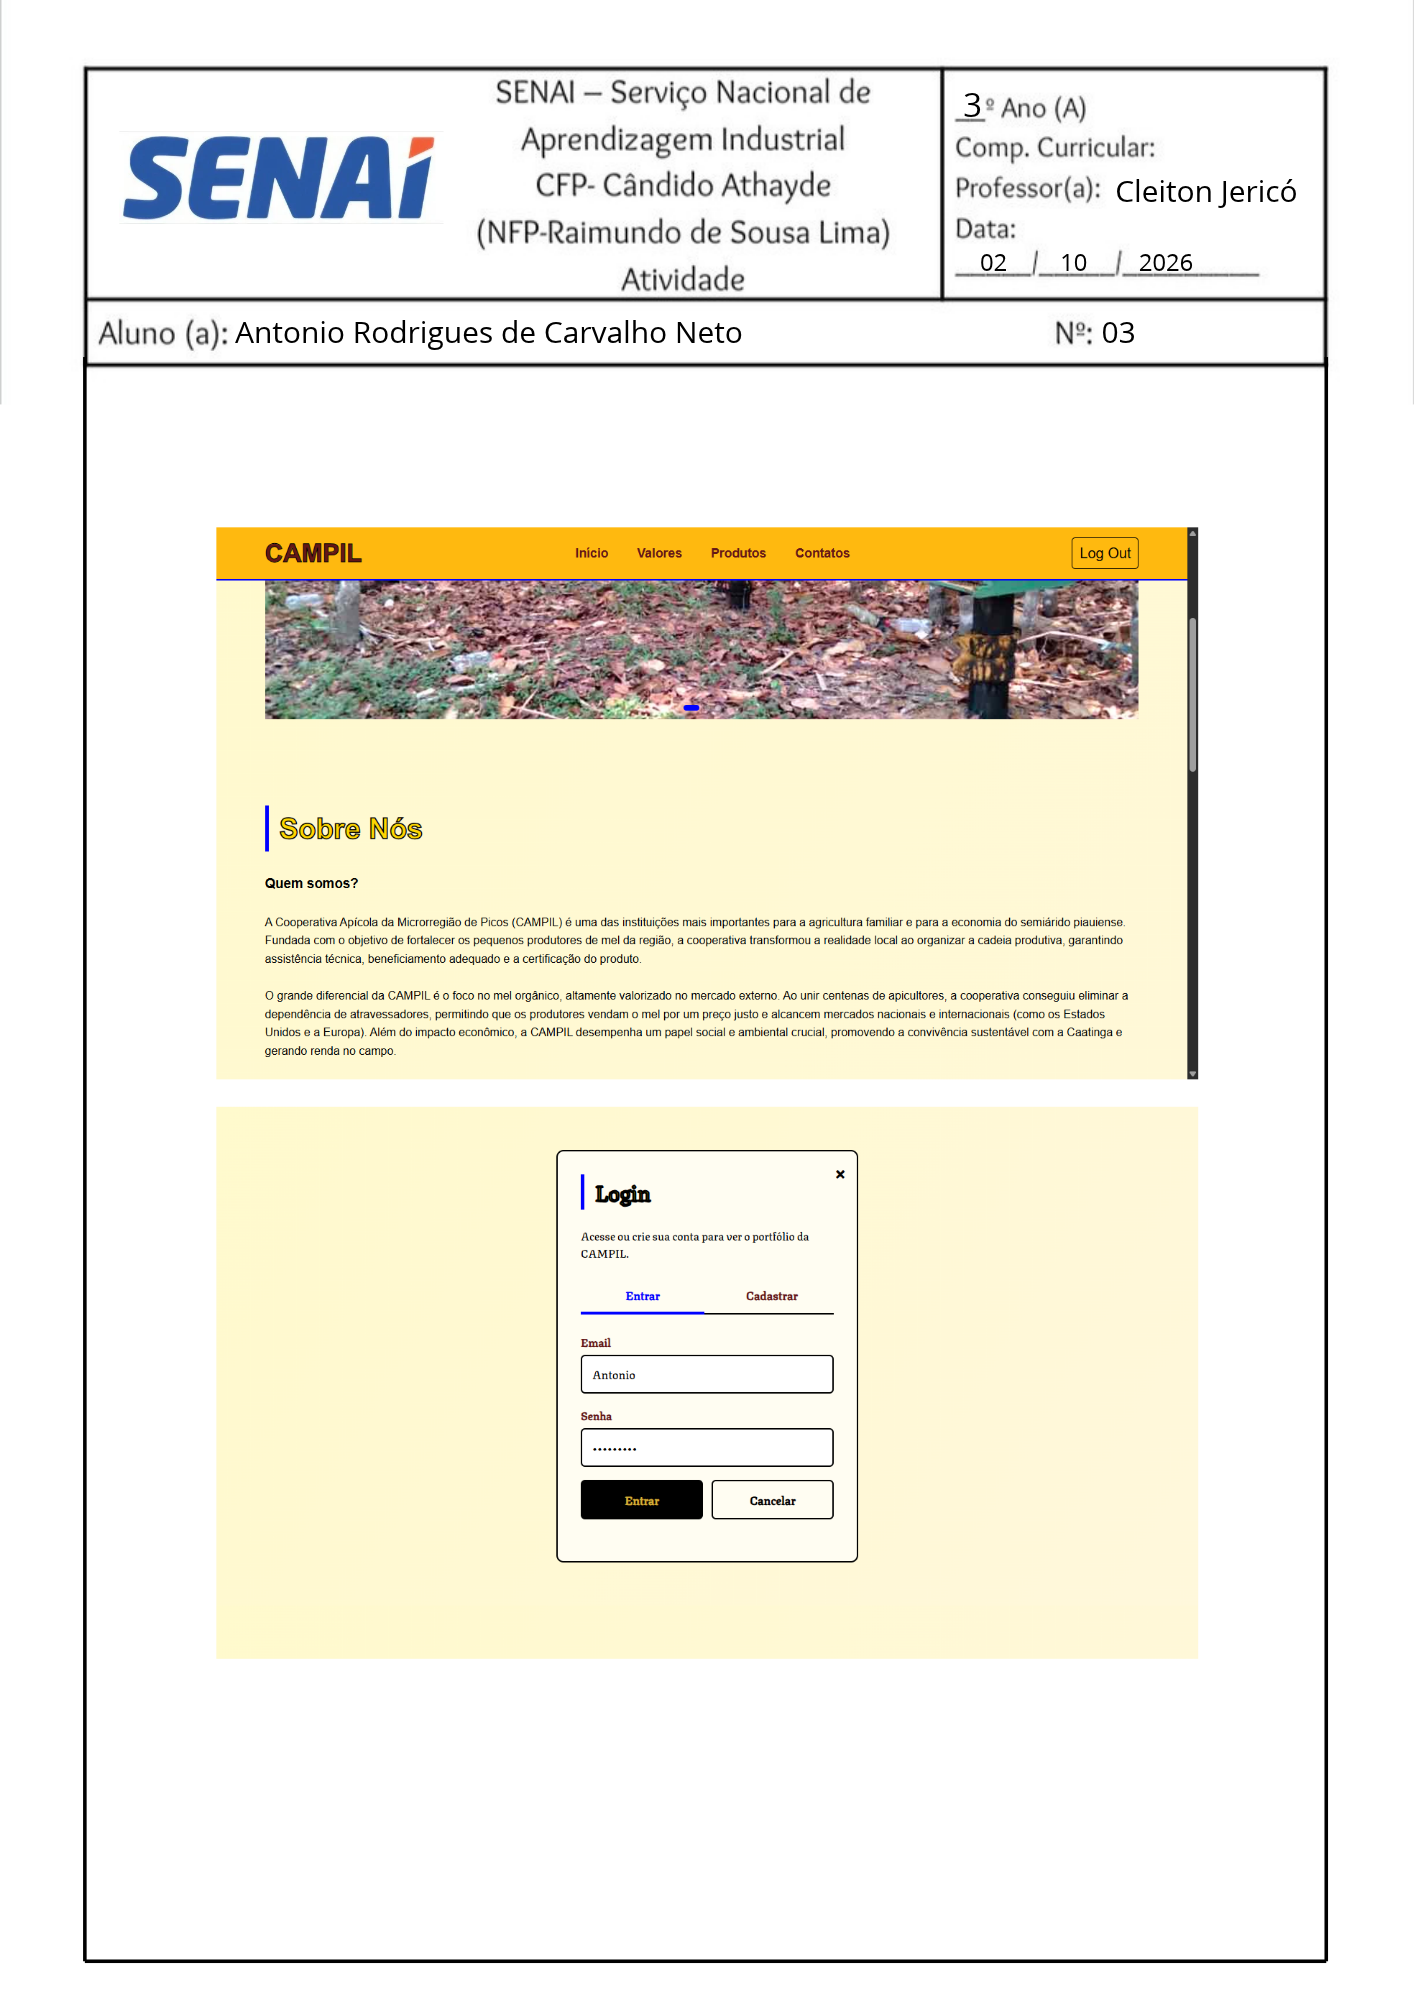 SENAI
SENAI – Serviço Nacional de
Aprendizagem Industrial
CFP- Cândido Athayde
(NFP-Raimundo de Sousa Lima)
Atividade
3º Ano (A)
Comp. Curricular:
Professor(a): Cleiton Jericó
Data:
02/10/2026
Aluno (a): Antonio Rodrigues de Carvalho Neto Nº: 03
CAMPIL Início Valores Produtos Contatos Log Out
Sobre Nós
Quem somos?
A Cooperativa Apícola da Microrregião de Picos (CAMPIL) é uma das instituições mais importantes para a agricultura familiar e para a economia do semiárido piauiense.
Fundada com o objetivo de fortalecer os pequenos produtores de mel da região, a cooperativa transformou a realidade local ao organizar a cadeia produtiva, garantindo
assistência técnica, beneficiamento adequado e a certificação do produto.
O grande diferencial da CAMPIL é o foco no mel orgânico, altamente valorizado no mercado externo. Ao unir centenas de apicultores, a cooperativa conseguiu eliminar a
dependência de atravessadores, permitindo que os produtores vendam o mel por um preço justo e alcancem mercados nacionais e internacionais (como os Estados
Unidos e a Europa). Além do impacto econômico, a CAMPIL desempenha um papel social e ambiental crucial, promovendo a convivência sustentável com a Caatinga e
gerando renda no campo.
×
Login
Acesse ou crie sua conta para ver o portfólio da
CAMPIL.
Entrar Cadastrar
Email
Antonio
Senha
•••••••••
Entrar Cancelar